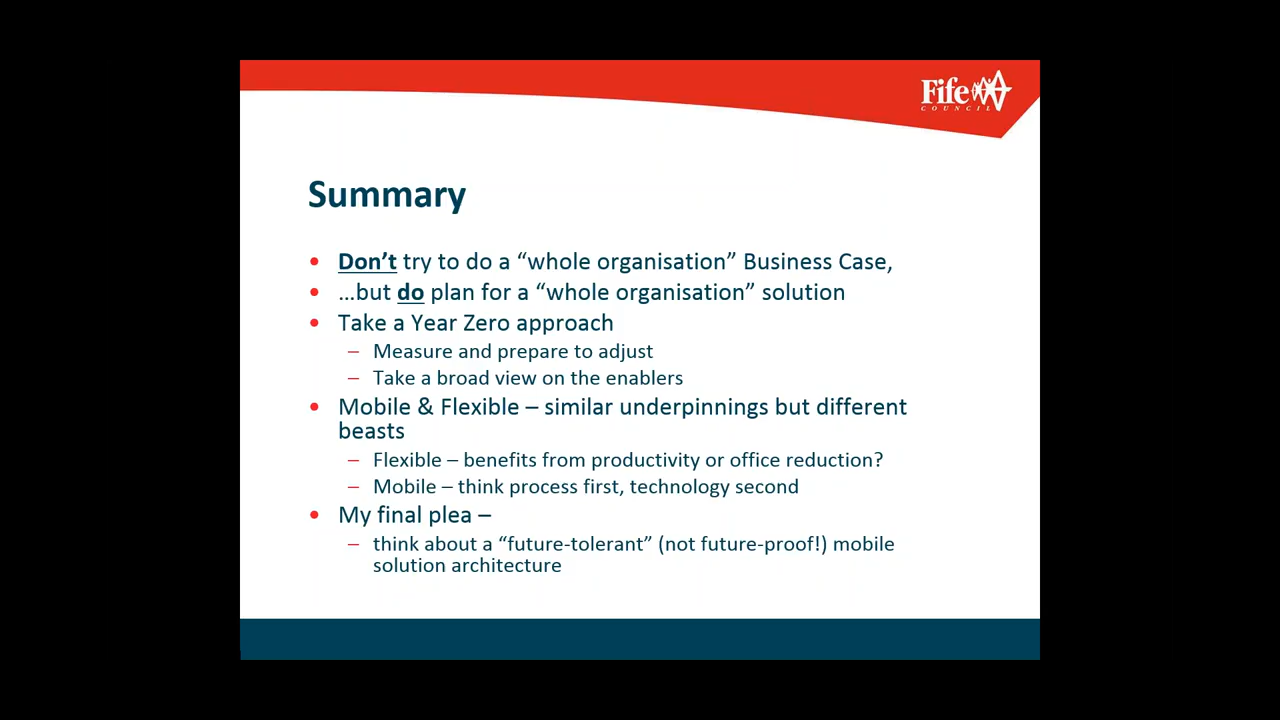 Fife
COUNCIL
Summary
• Don't try to do a “whole organisation” Business Case,
• …but do plan for a “whole organisation” solution
• Take a Year Zero approach
– Measure and prepare to adjust
– Take a broad view on the enablers
• Mobile & Flexible – similar underpinnings but different
beasts
– Flexible – benefits from productivity or office reduction?
– Mobile – think process first, technology second
• My final plea –
– think about a “future-tolerant” (not future-proof!) mobile
solution architecture